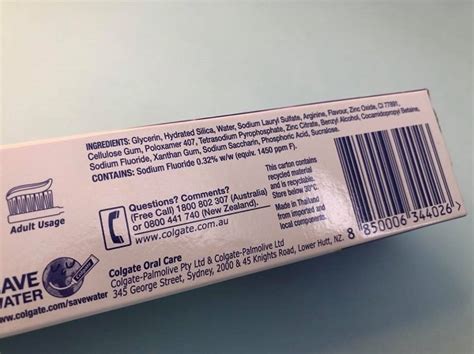 INGREDIENTS: Glycerin, Hydrated Silica, Water, Sodium Lauryl Sulfate, Arginine, Flavour, Zinc Oxide, CI 77891,
Cellulose Gum, Poloxamer 407, Tetrasodium Pyrophosphate, Zinc Citrate, Benzyl Alcohol, Cocamidopropyl Betaine,
Sodium Fluoride, Xanthan Gum, Sodium Saccharin, Phosphoric Acid, Sucralose.
CONTAINS: Sodium Fluoride 0.32% w/w (equiv. 1450 ppm F).
Adult Usage
Questions? Comments?
(Free Call) 1800 802 307 (Australia)
or 0800 441 740 (New Zealand).
www.colgate.com.au
This carton contains
recycled material
and is recyclable.
Store below 30°C.
Made in Thailand
from imported and
local components.
8 850006 344026 >
SAVE
WATER
www.colgate.com/savewater
Colgate Oral Care
Colgate-Palmolive Pty Ltd & Colgate-Palmolive Ltd
345 George Street, Sydney, 2000 & 45 Knights Road, Lower Hutt, NZ.